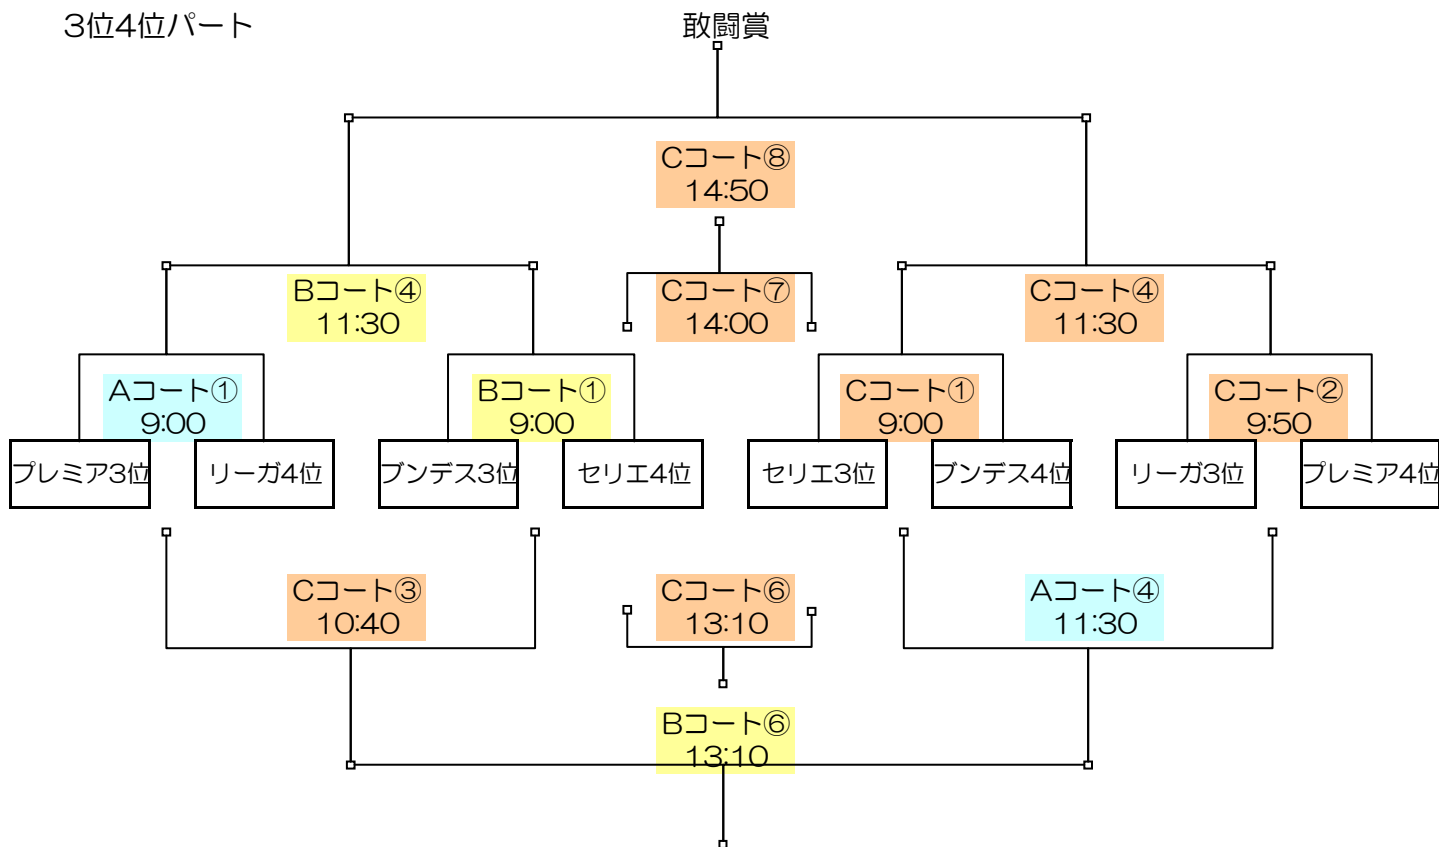 3位4位パート
敢闘賞
Cコート⑧
14:50
Bコート④
11:30
Cコート⑦
14:00
Cコート④
11:30
Aコート①
9:00
Bコート①
9:00
Cコート①
9:00
Cコート②
9:50
プレミア3位
リーガ4位
ブンデス3位
セリエ4位
セリエ3位
ブンデス4位
リーガ3位
プレミア4位
Cコート③
10:40
Cコート⑥
13:10
Aコート④
11:30
Bコート⑥
13:10